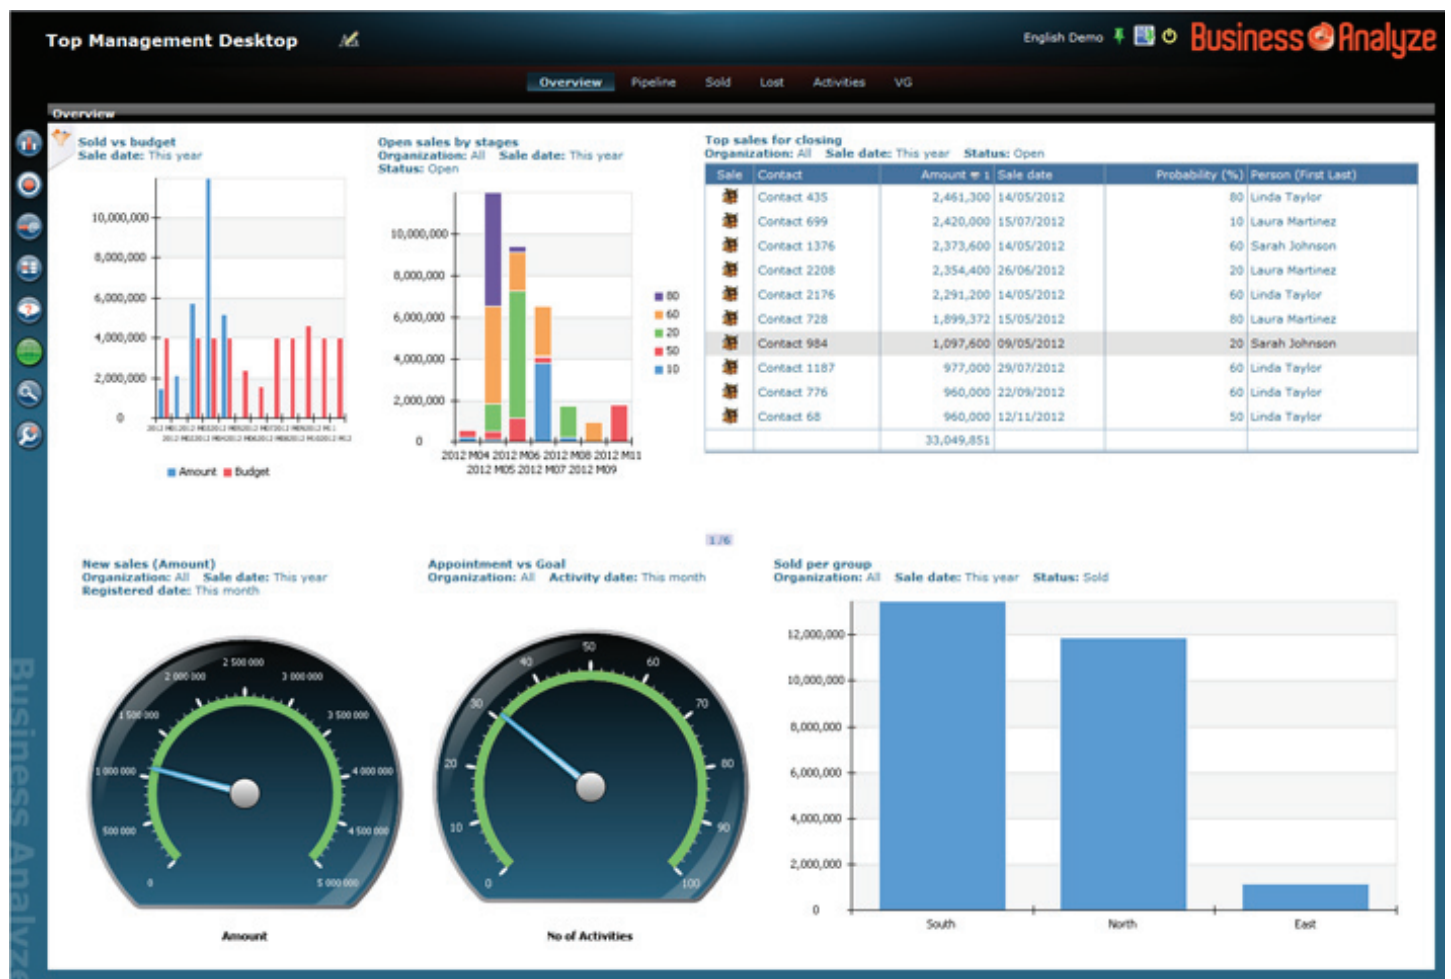 Top Management Desktop
English Demo
Business Analyze
Overview Pipeline Sold Lost Activities VG
Overview
Sold vs budget
Sale date: This year
10,000,000
8,000,000
6,000,000
4,000,000
2,000,000
0
Amount Budget
Open sales by stages
Organization: All Sale date: This year
Status: Open
10,000,000
8,000,000
6,000,000
4,000,000
2,000,000
0
80
60
20
50
10
2012 M04 2012 M06 2012 M08 2012 M11
2012 M05 2012 M07 2012 M09
Top sales for closing
Organization: All Sale date: This year Status: Open
Sale Contact Amount 1 Sale date Probability (%) Person (First Last)
Contact 435 2,461,300 14/05/2012 80 Linda Taylor
Contact 699 2,420,000 15/07/2012 10 Laura Martinez
Contact 1376 2,373,600 14/05/2012 60 Sarah Johnson
Contact 2208 2,354,400 26/06/2012 20 Laura Martinez
Contact 2176 2,291,200 14/05/2012 60 Linda Taylor
Contact 728 1,899,372 15/05/2012 80 Laura Martinez
Contact 984 1,097,600 09/05/2012 20 Sarah Johnson
Contact 1187 977,000 29/07/2012 60 Linda Taylor
Contact 776 960,000 22/09/2012 60 Linda Taylor
Contact 68 960,000 12/11/2012 50 Linda Taylor
33,049,851
1/6
New sales (Amount)
Organization: All Sale date: This year
Registered date: This month
0
500 000
1 000 000
1 500 000
2 000 000
2 500 000
3 000 000
3 500 000
4 000 000
4 500 000
5 000 000
Amount
Appointment vs Goal
Organization: All Activity date: This month
0
10
20
30
40
50
60
70
80
90
100
No of Activities
Sold per group
Organization: All Sale date: This year Status: Sold
12,000,000
10,000,000
8,000,000
6,000,000
4,000,000
2,000,000
0
South North East
Business Analyze